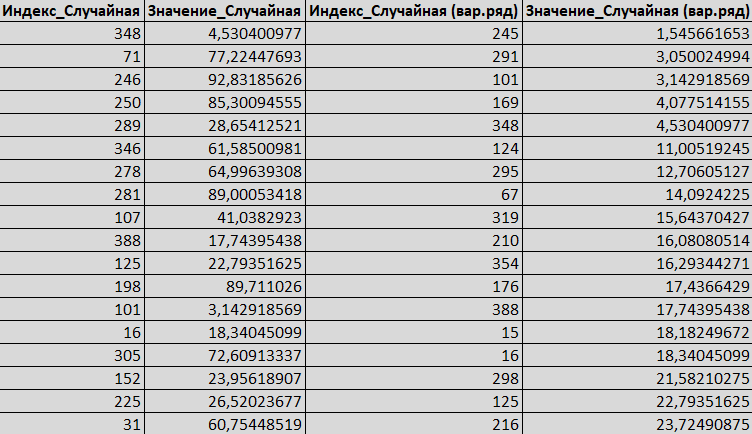 Индекс_Случайная Значение_Случайная Индекс_Случайная (вар.ряд) Значение_Случайная (вар.ряд)
348 4,530400977 245 1,545661653
71 77,22447693 291 3,050024994
246 92,83185626 101 3,142918569
250 85,30094555 169 4,077514155
289 28,65412521 348 4,530400977
346 61,58500981 124 11,00519245
278 64,99639308 295 12,70605127
281 89,00053418 67 14,0924225
107 41,0382923 319 15,64370427
388 17,74395438 210 16,08080514
125 22,79351625 354 16,29344271
198 89,711026 176 17,4366429
101 3,142918569 388 17,74395438
16 18,34045099 15 18,18249672
305 72,60913337 16 18,34045099
152 23,95618907 298 21,58210275
225 26,52023677 125 22,79351625
31 60,75448519 216 23,72490875